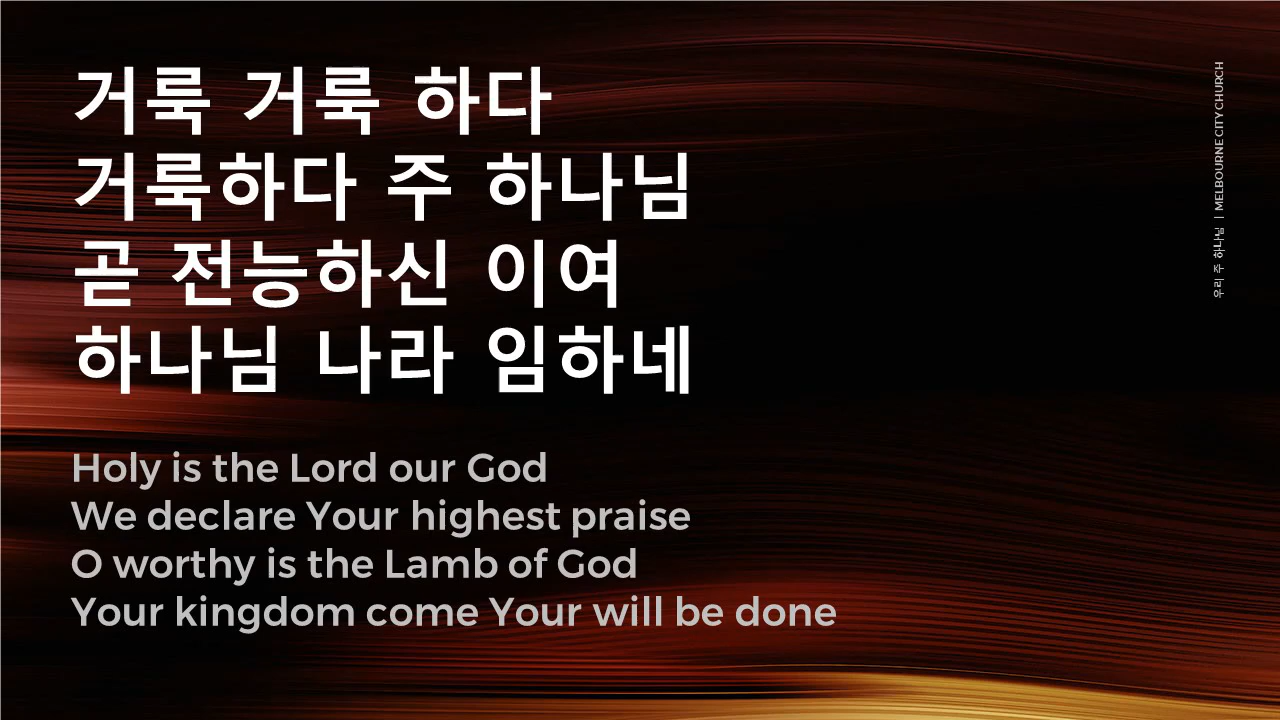 거룩 거룩 하다
거룩하다 주 하나님
곧 전능하신 이여
하나님 나라 임하네
Holy is the Lord our God
We declare Your highest praise
O worthy is the Lamb of God
Your kingdom come Your will be done
우리 주 하나님 | MELBOURNE CITY CHURCH